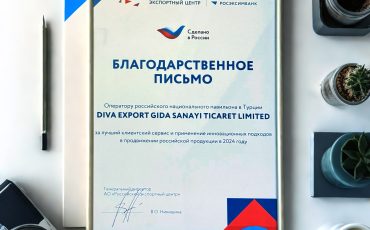 ЭКСПОРТНЫЙ ЦЕНТР
РОСЭКСИМБАНК
Сделано
в России
БЛАГОДАРСТВЕННОЕ
ПИСЬМО
Оператору российского национального павильона в Турции
DIVA EXPORT GIDA SANAYI TICARET LIMITED
за лучший клиентский сервис и применение инновационных подходов
в продвижении российской продукции в 2024 году
Генеральный директор
АО «Российский экспортный центр»
В.О. Никишина